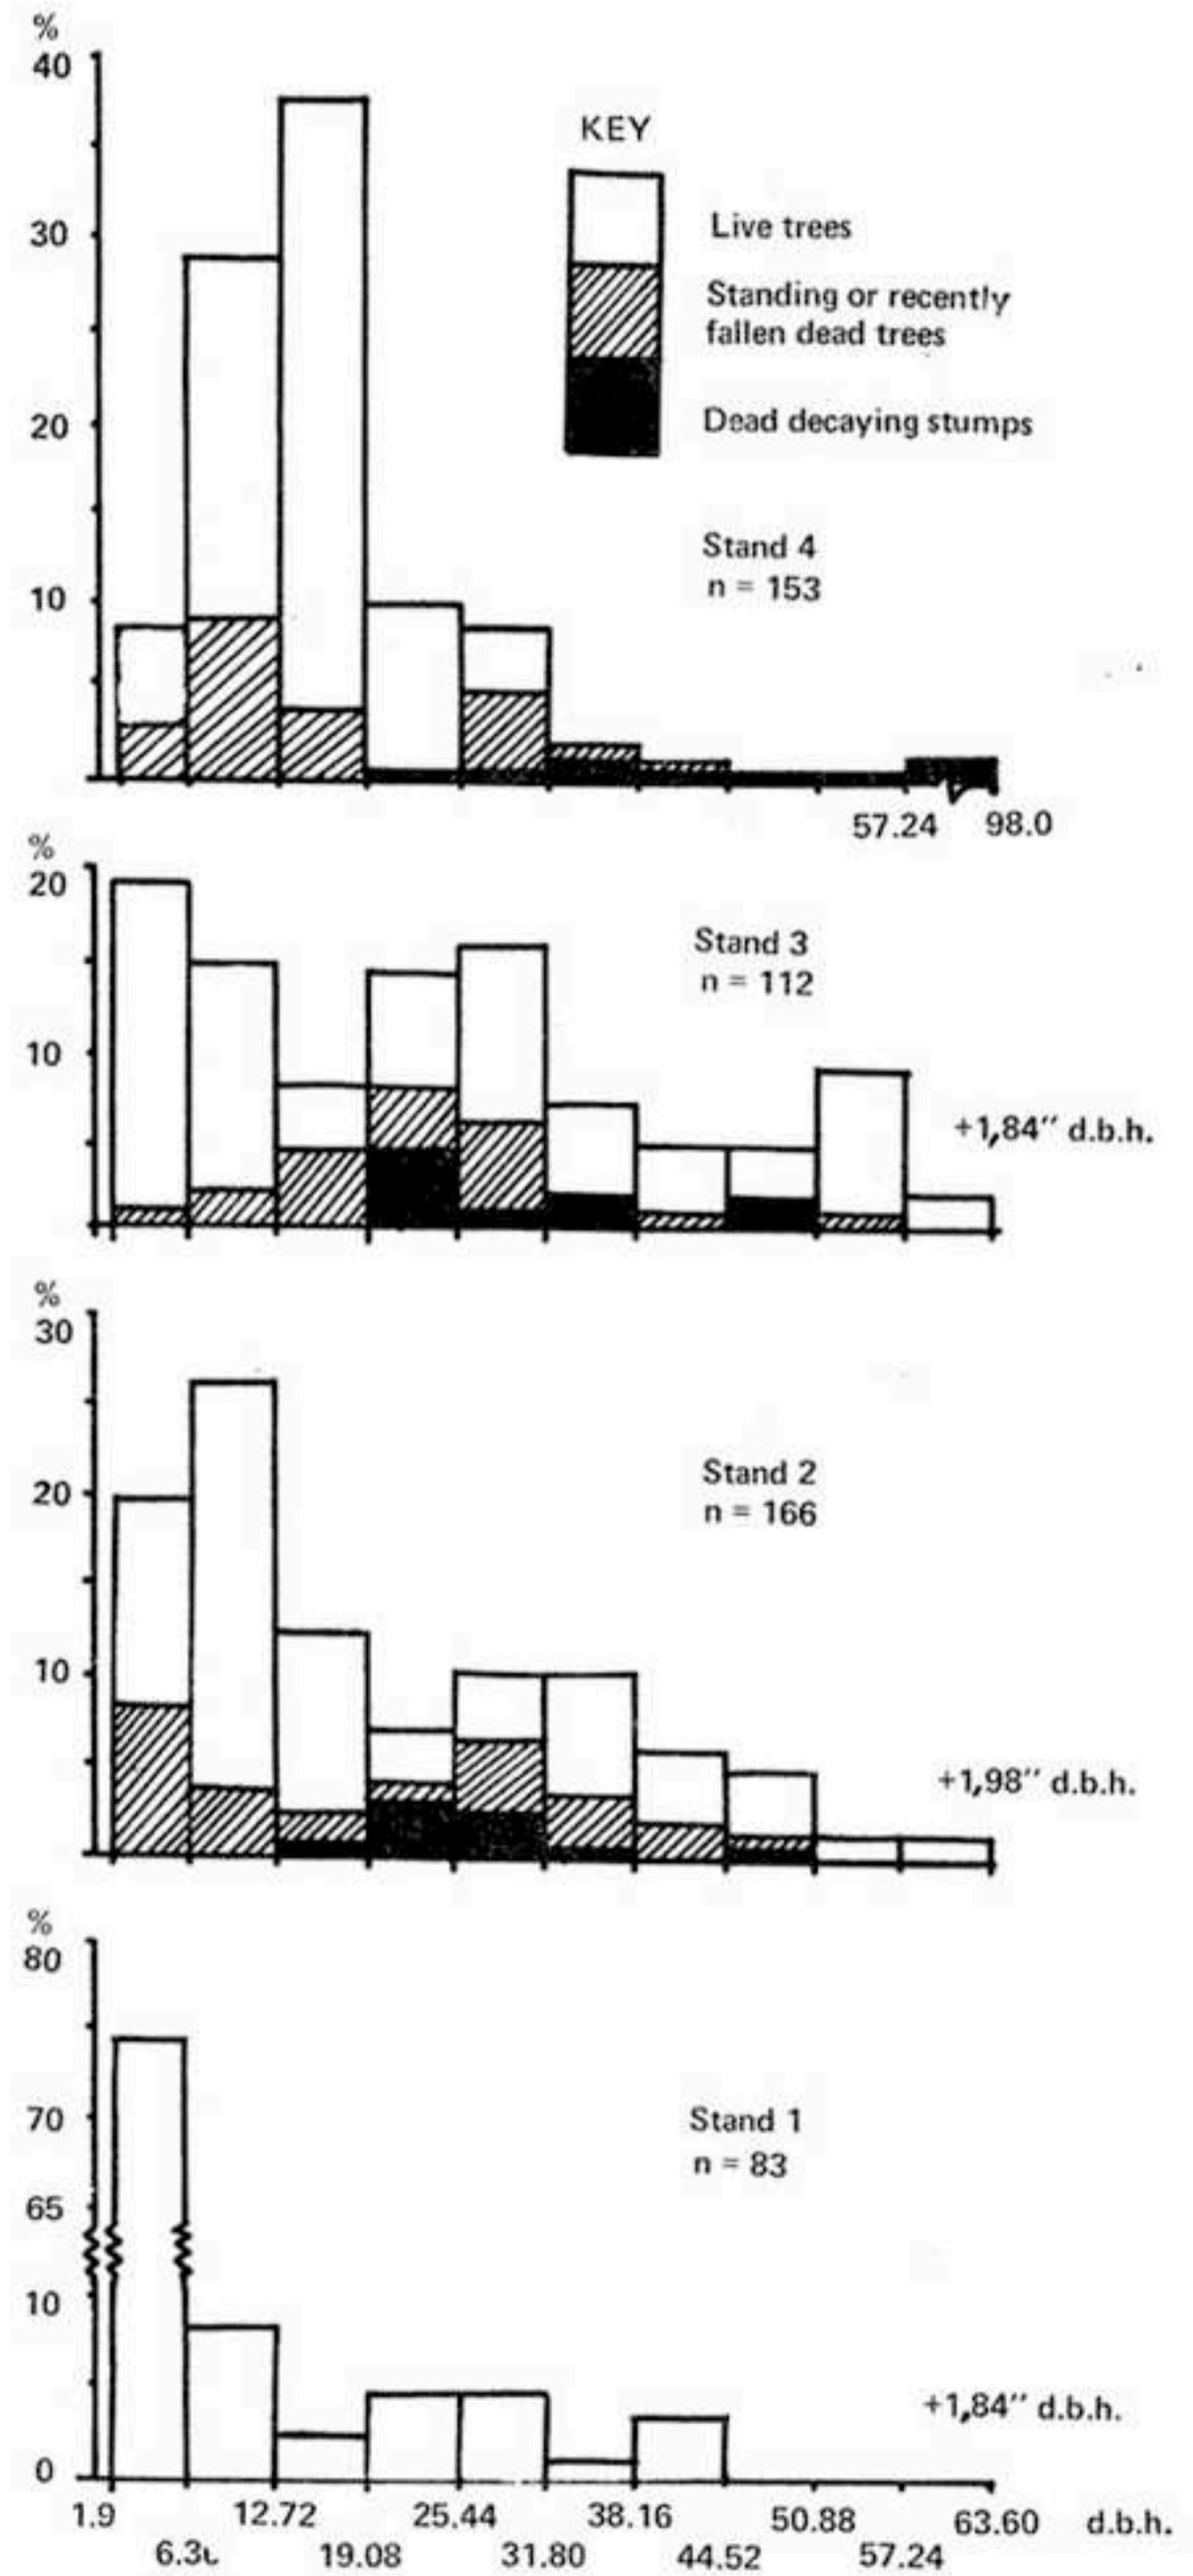 %
40
30
20
10
KEY
Live trees
Standing or recently
fallen dead trees
Dead decaying stumps
Stand 4
n = 153
57.24 98.0
%
20
10
Stand 3
n = 112
+1,84" d.b.h.
%
30
20
10
Stand 2
n = 166
+1,98" d.b.h.
%
80
70
65
10
0
Stand 1
n = 83
+1,84" d.b.h.
1.9 12.72 25.44 38.16 50.88 63.60 d.b.h.
19.08 31.80 44.52 57.24